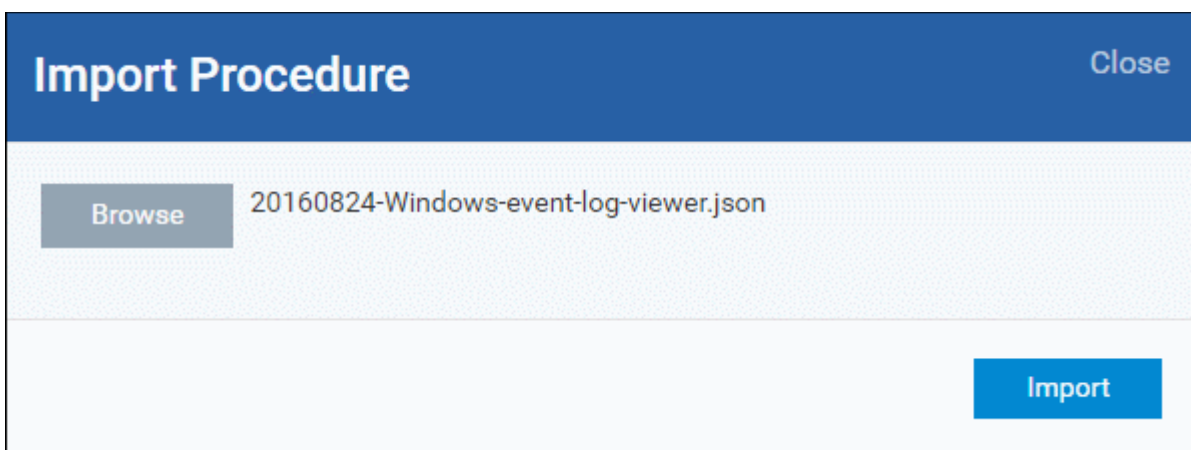 Import Procedure
Close
Browse
20160824-Windows-event-log-viewer.json
Import